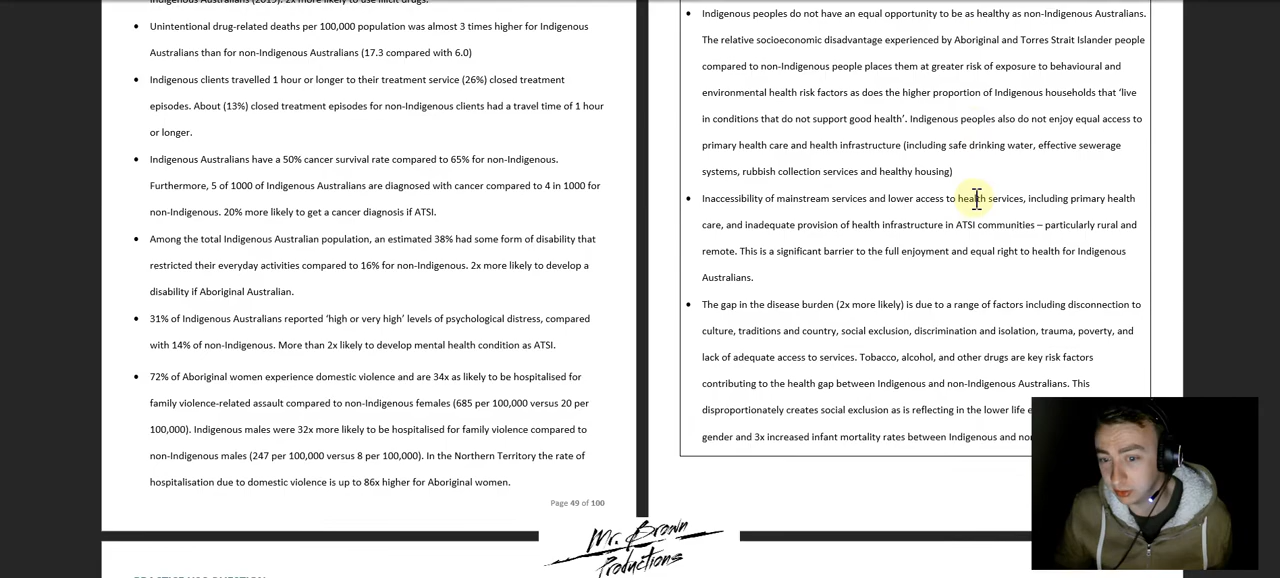 Indigenous Australians (2019). 2x more likely to use illicit drugs.
Unintentional drug-related deaths per 100,000 population was almost 3 times higher for Indigenous
Australians than for non-Indigenous Australians (17.3 compared with 6.0)
Indigenous clients travelled 1 hour or longer to their treatment service (26%) closed treatment
episodes. About (13%) closed treatment episodes for non-Indigenous clients had a travel time of 1 hour
or longer.
Indigenous Australians have a 50% cancer survival rate compared to 65% for non-Indigenous.
Furthermore, 5 of 1000 of Indigenous Australians are diagnosed with cancer compared to 4 in 1000 for
non-Indigenous. 20% more likely to get a cancer diagnosis if ATSI.
Among the total Indigenous Australian population, an estimated 38% had some form of disability that
restricted their everyday activities compared to 16% for non-Indigenous. 2x more likely to develop a
disability if Aboriginal Australian.
31% of Indigenous Australians reported ‘high or very high’ levels of psychological distress, compared
with 14% of non-Indigenous. More than 2x likely to develop mental health condition as ATSI.
72% of Aboriginal women experience domestic violence and are 34x as likely to be hospitalised for
family violence-related assault compared to non-Indigenous females (685 per 100,000 versus 20 per
100,000). Indigenous males were 32x more likely to be hospitalised for family violence compared to
non-Indigenous males (247 per 100,000 versus 8 per 100,000). In the Northern Territory the rate of
hospitalisation due to domestic violence is up to 86x higher for Aboriginal women.
Page 49 of 100
Indigenous peoples do not have an equal opportunity to be as healthy as non-Indigenous Australians.
The relative socioeconomic disadvantage experienced by Aboriginal and Torres Strait Islander people
compared to non-Indigenous people places them at greater risk of exposure to behavioural and
environmental health risk factors as does the higher proportion of Indigenous households that ‘live
in conditions that do not support good health’. Indigenous peoples also do not enjoy equal access to
primary health care and health infrastructure (including safe drinking water, effective sewerage
systems, rubbish collection services and healthy housing)
Inaccessibility of mainstream services and lower access to health services, including primary health
care, and inadequate provision of health infrastructure in ATSI communities – particularly rural and
remote. This is a significant barrier to the full enjoyment and equal right to health for Indigenous
Australians.
The gap in the disease burden (2x more likely) is due to a range of factors including disconnection to
culture, traditions and country, social exclusion, discrimination and isolation, trauma, poverty, and
lack of adequate access to services. Tobacco, alcohol, and other drugs are key risk factors
contributing to the health gap between Indigenous and non-Indigenous Australians. This
disproportionately creates social exclusion as is reflecting in the lower life
gender and 3x increased infant mortality rates between Indigenous and
Mr. Brown
Productions